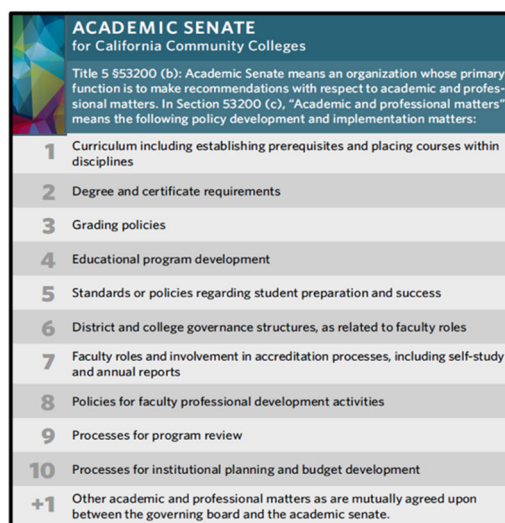 ACADEMIC SENATE
for California Community Colleges
Title 5 §53200 (b): Academic Senate means an organization whose primary
function is to make recommendations with respect to academic and profes-
sional matters. In Section 53200 (c), “Academic and professional matters”
means the following policy development and implementation matters:
1 Curriculum including establishing prerequisites and placing courses within
disciplines
2 Degree and certificate requirements
3 Grading policies
4 Educational program development
5 Standards or policies regarding student preparation and success
6 District and college governance structures, as related to faculty roles
7 Faculty roles and involvement in accreditation processes, including self-study
and annual reports
8 Policies for faculty professional development activities
9 Processes for program review
10 Processes for institutional planning and budget development
+1 Other academic and professional matters as are mutually agreed upon
between the governing board and the academic senate.